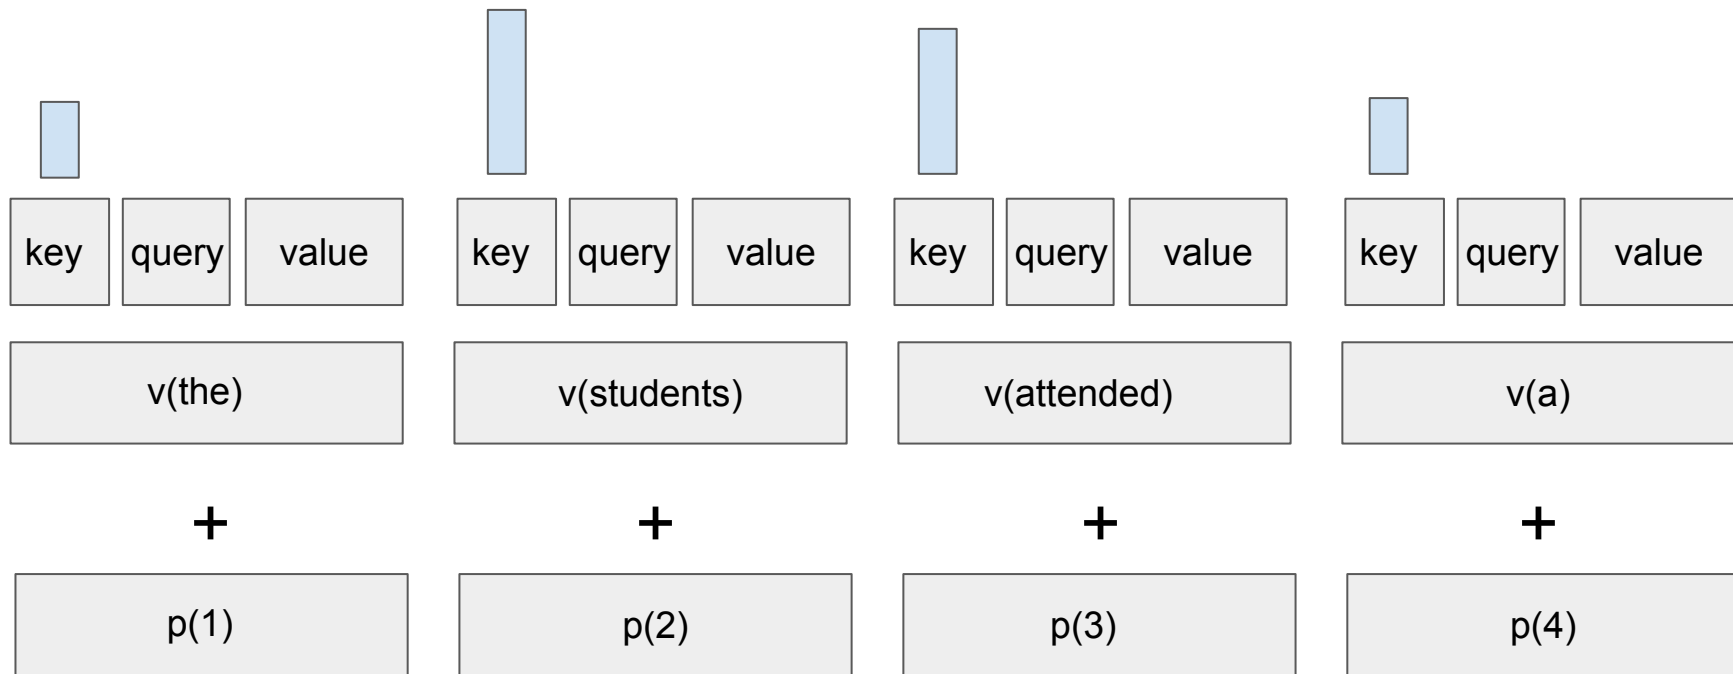 key query value key query value key query value key query value
v(the) v(students) v(attended) v(a)
+ + + +
p(1) p(2) p(3) p(4)